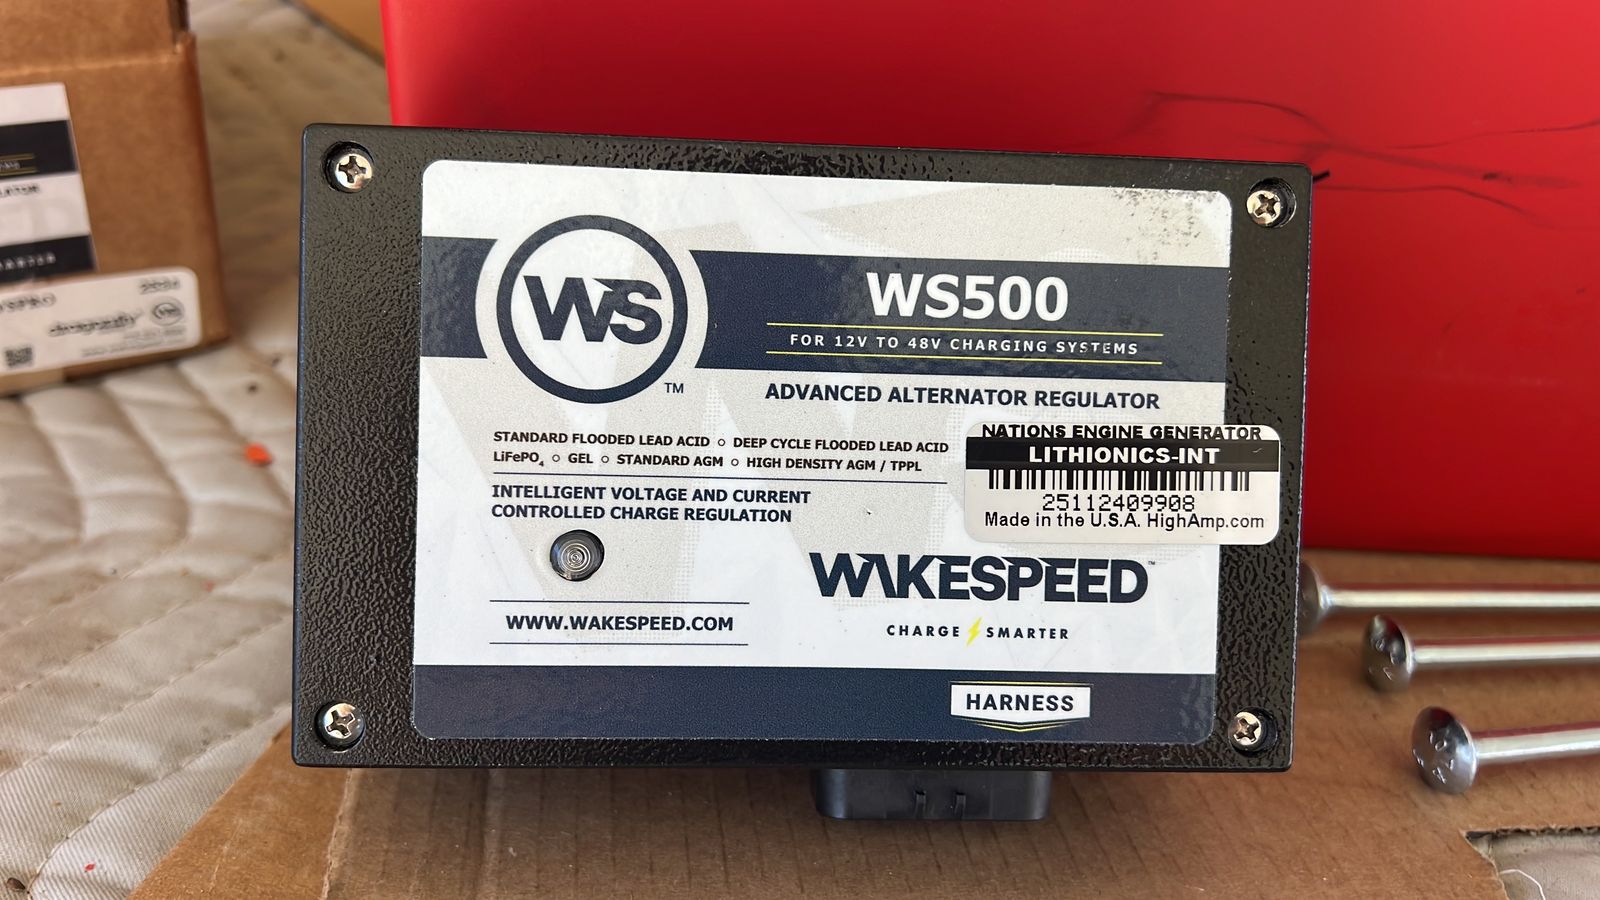 WS
TM
WS500
FOR 12V TO 48V CHARGING SYSTEMS
ADVANCED ALTERNATOR REGULATOR
STANDARD FLOODED LEAD ACID ○ DEEP CYCLE FLOODED LEAD ACID
LiFePO₄ ○ GEL ○ STANDARD AGM ○ HIGH DENSITY AGM / TPPL
INTELLIGENT VOLTAGE AND CURRENT
CONTROLLED CHARGE REGULATION
NATIONS ENGINE GENERATOR
LITHIONICS-INT
25112409908
Made in the U.S.A. HighAmp.com
WAKESPEED™
CHARGE SMARTER
WWW.WAKESPEED.COM
HARNESS